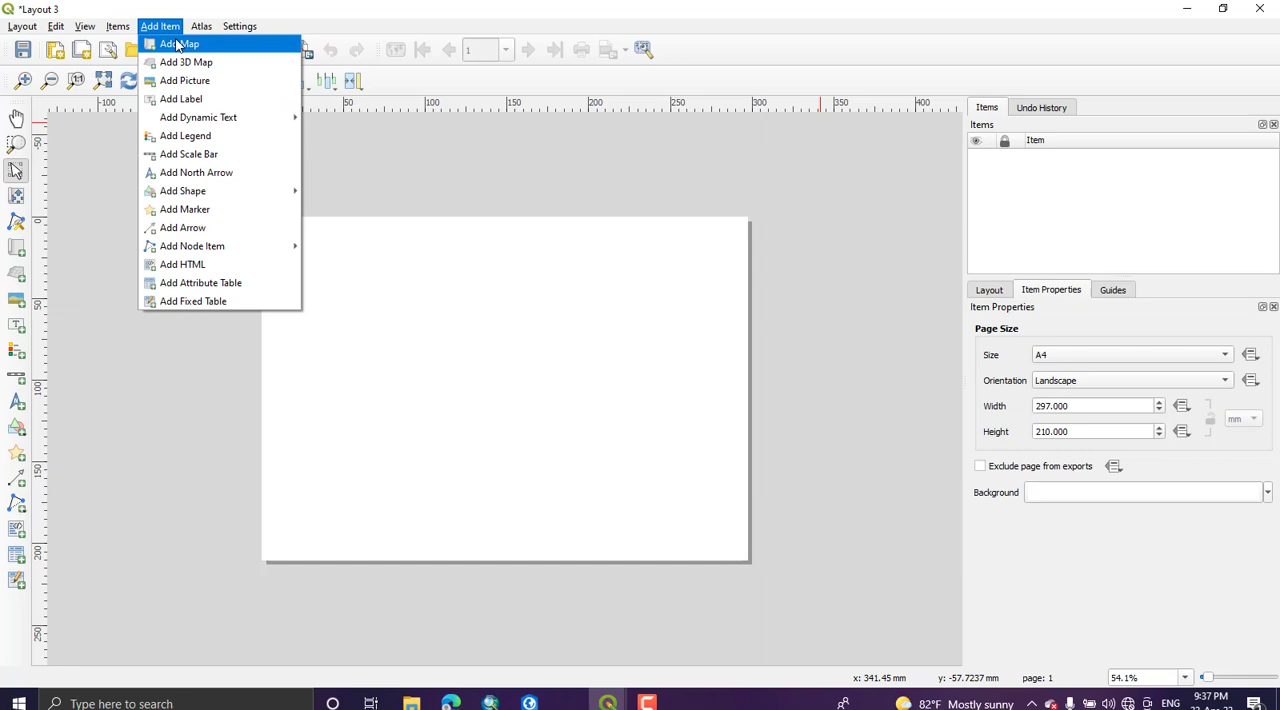 *Layout 3
Layout Edit View Items Add Item Atlas Settings
Add Map
Add 3D Map
Add Picture
Add Label
Add Dynamic Text
Add Legend
Add Scale Bar
Add North Arrow
Add Shape
Add Marker
Add Arrow
Add Node Item
Add HTML
Add Attribute Table
Add Fixed Table
1
-100 50 100 150 200 250 300 350 400
-50
0
50
100
150
200
250
Items Undo History
Items
Item
Layout Item Properties Guides
Item Properties
Page Size
Size A4
Orientation Landscape
Width 297.000
mm
Height 210.000
Exclude page from exports
Background
x: 341.45 mm y: -57.7237 mm page: 1 54.1%
Type here to search
82°F Mostly sunny
ENG
9:37 PM